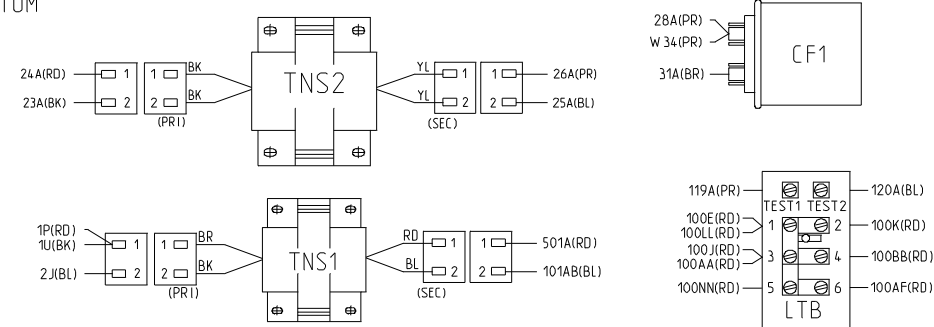 TUM
24A(RD)
23A(BK)
1
2
1
2
BK
BK
(PRI)
TNS2
YL
YL
1
2
(SEC)
1
2
26A(PR)
25A(BL)
28A(PR)
W 34(PR)
31A(BR)
CF1
1P(RD)
1U(BK)
2J(BL)
1
2
1
2
BR
BK
(PRI)
TNS1
RD
BL
1
2
(SEC)
1
2
501A(RD)
101AB(BL)
119A(PR)
120A(BL)
TEST1 TEST2
100E(RD)
100LL(RD)
1
2
100K(RD)
100J(RD)
100AA(RD)
3
4
100BB(RD)
100NN(RD)
5
6
100AF(RD)
LTB